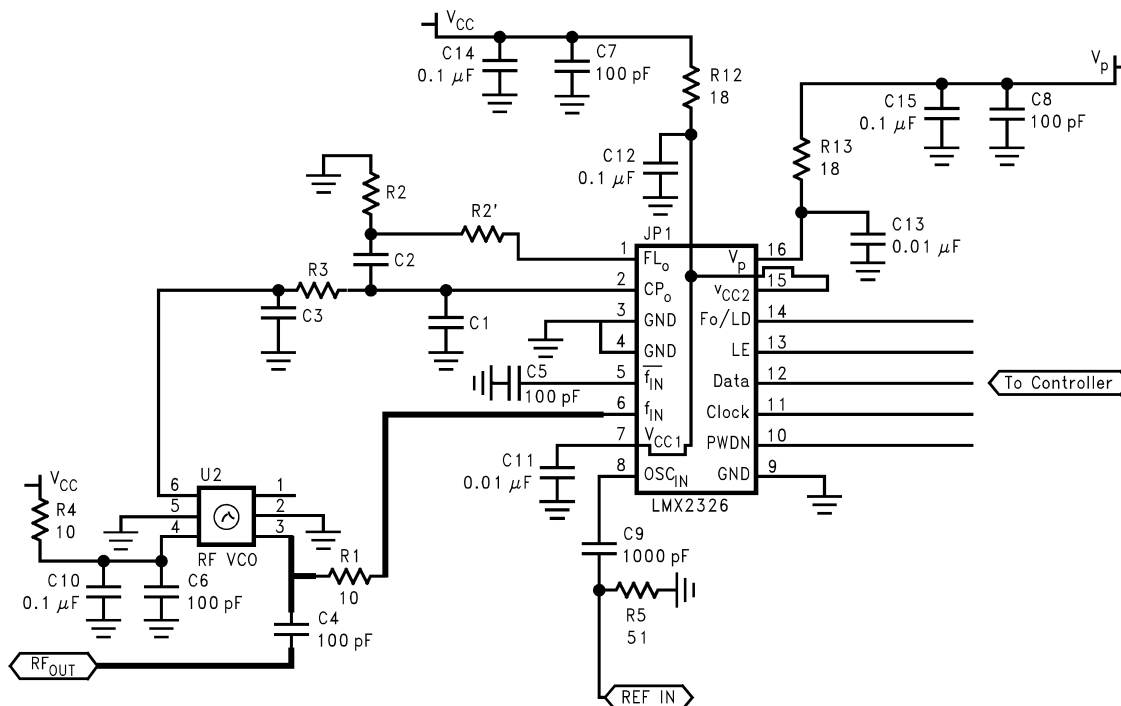 V_CC
C14
0.1 μF
C7
100 pF
R12
18
V_p
C15
0.1 μF
C8
100 pF
R13
18
C12
0.1 μF
R2
R2'
C13
0.01 μF
JP1
1 FL_o V_p 16
C2
R3
2 CP_o V_CC2 15
C3
C1
3 GND Fo/LD 14
4 GND LE 13
C5
100 pF
5 f_IN Data 12
To Controller
6 f_IN Clock 11
7 V_CC1 PWDN 10
C11
0.01 μF
8 OSC_IN GND 9
LMX2326
V_CC
R4
10
U2
6 1
5 2
4 3
RF VCO
C9
1000 pF
R1
10
C10
0.1 μF
C6
100 pF
R5
51
C4
100 pF
RF_OUT
REF IN